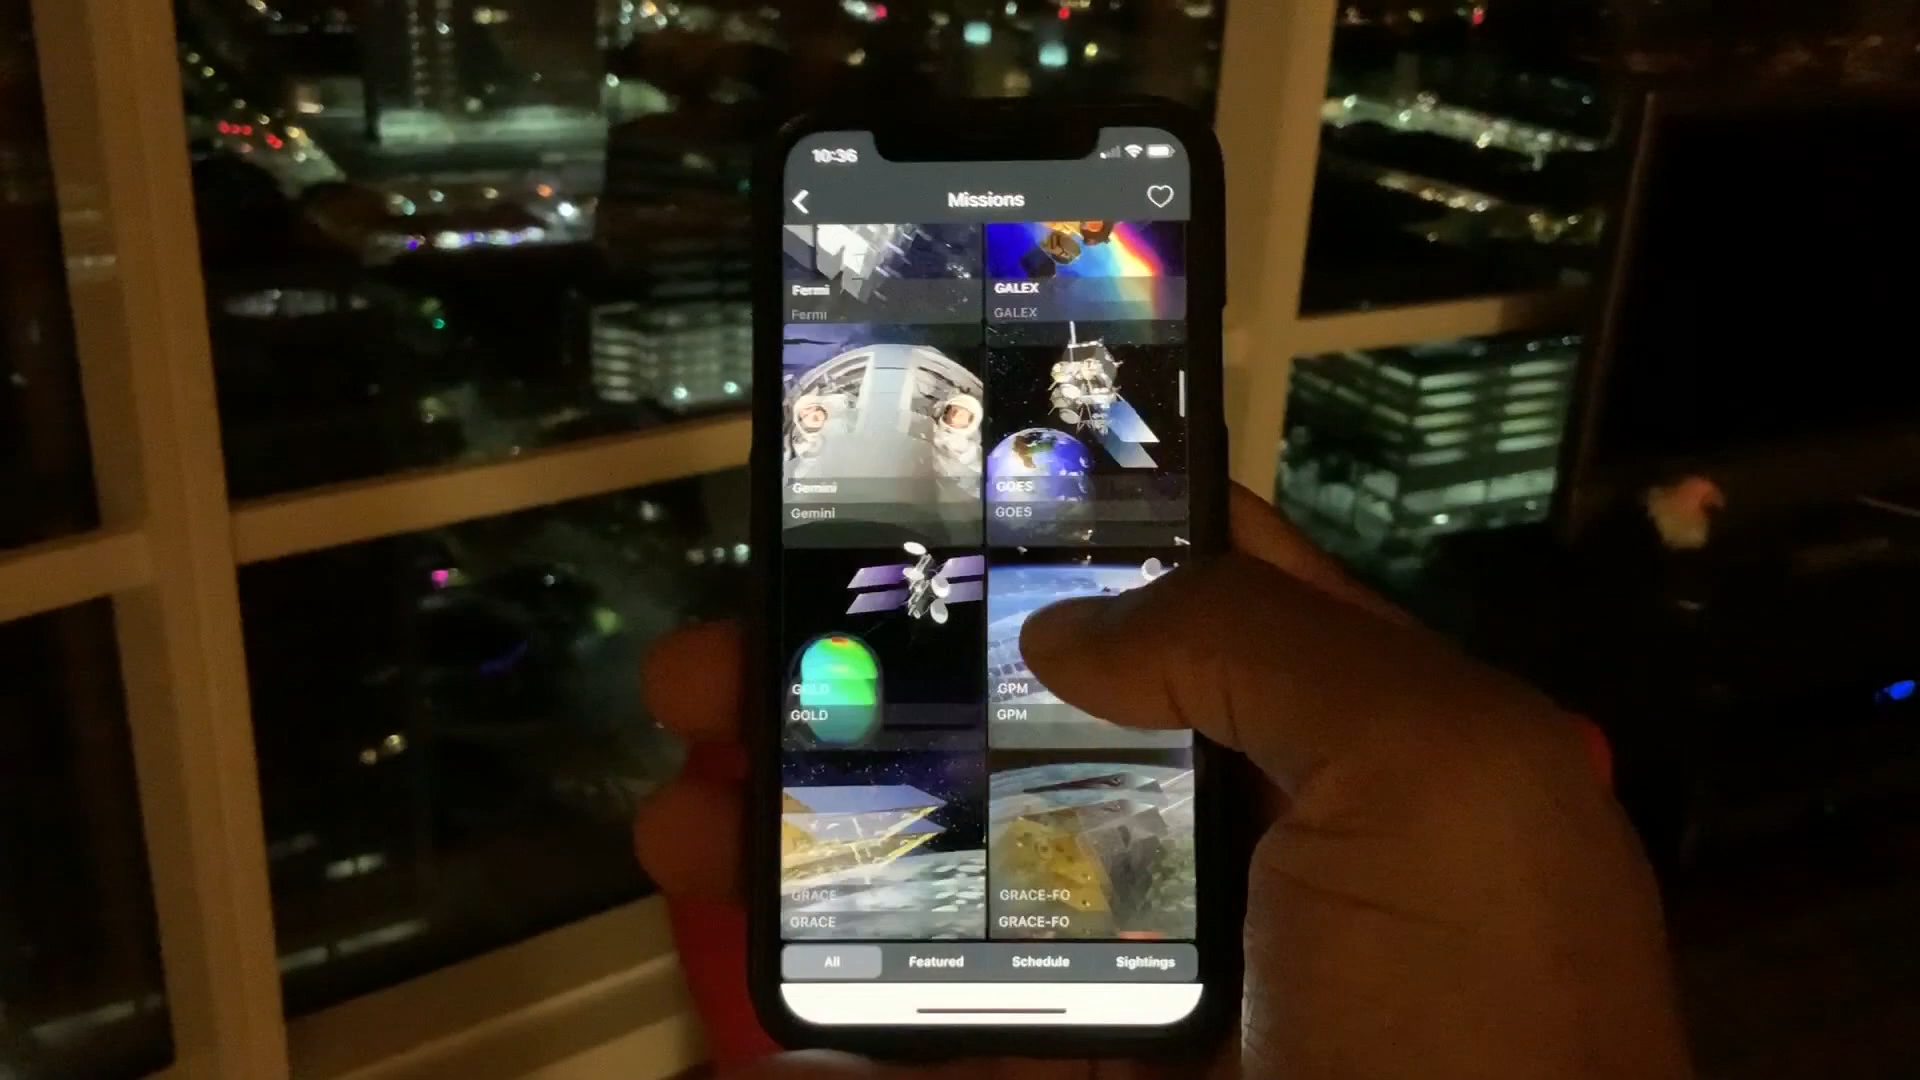 10:36
Missions
Fermi
Fermi
GALEX
GALEX
Gemini
Gemini
GOES
GOES
GOLD
GOLD
GPM
GPM
GRACE
GRACE
GRACE-FO
GRACE-FO
All Featured Schedule Sightings